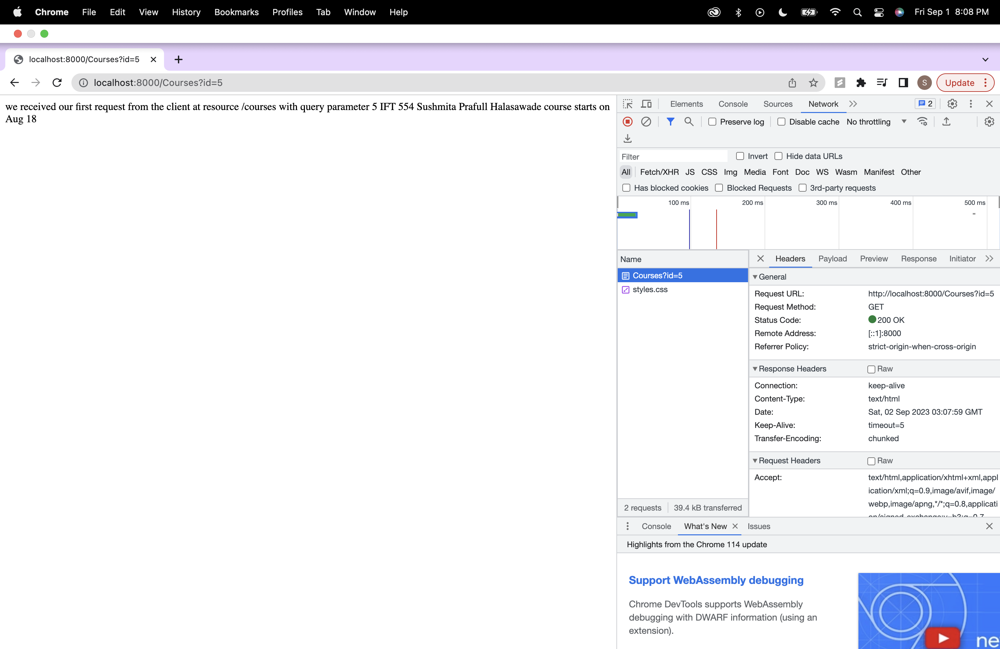 Chrome File Edit View History Bookmarks Profiles Tab Window Help Fri Sep 1 8:08 PM
localhost:8000/Courses?id=5
localhost:8000/Courses?id=5 S Update
we received our first request from the client at resource /courses with query parameter 5 IFT 554 Sushmita Prafull Halasawade course starts on
Aug 18
Elements Console Sources Network 2
Preserve log Disable cache No throttling
Filter Invert Hide data URLs
All Fetch/XHR JS CSS Img Media Font Doc WS Wasm Manifest Other
Has blocked cookies Blocked Requests 3rd-party requests
100 ms 200 ms 300 ms 400 ms 500 ms
Name
Courses?id=5
styles.css
2 requests 39.4 kB transferred
Headers Payload Preview Response Initiator
General
Request URL: http://localhost:8000/Courses?id=5
Request Method: GET
Status Code: 200 OK
Remote Address: [::1]:8000
Referrer Policy: strict-origin-when-cross-origin
Response Headers Raw
Connection: keep-alive
Content-Type: text/html
Date: Sat, 02 Sep 2023 03:07:59 GMT
Keep-Alive: timeout=5
Transfer-Encoding: chunked
Request Headers Raw
Accept: text/html,application/xhtml+xml,appl
ication/xml;q=0.9,image/avif,image/
webp,image/apng,*/*;q=0.8,applicati
Console What's New Issues
Highlights from the Chrome 114 update
Support WebAssembly debugging
Chrome DevTools supports WebAssembly
debugging with DWARF information (using an
extension).
ne